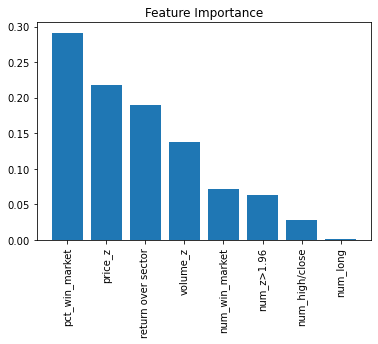 Feature Importance
0.30
0.25
0.20
0.15
0.10
0.05
0.00
pct_win_market
price_z
return over sector
volume_z
num_win_market
num_z>1.96
num_high/close
num_long